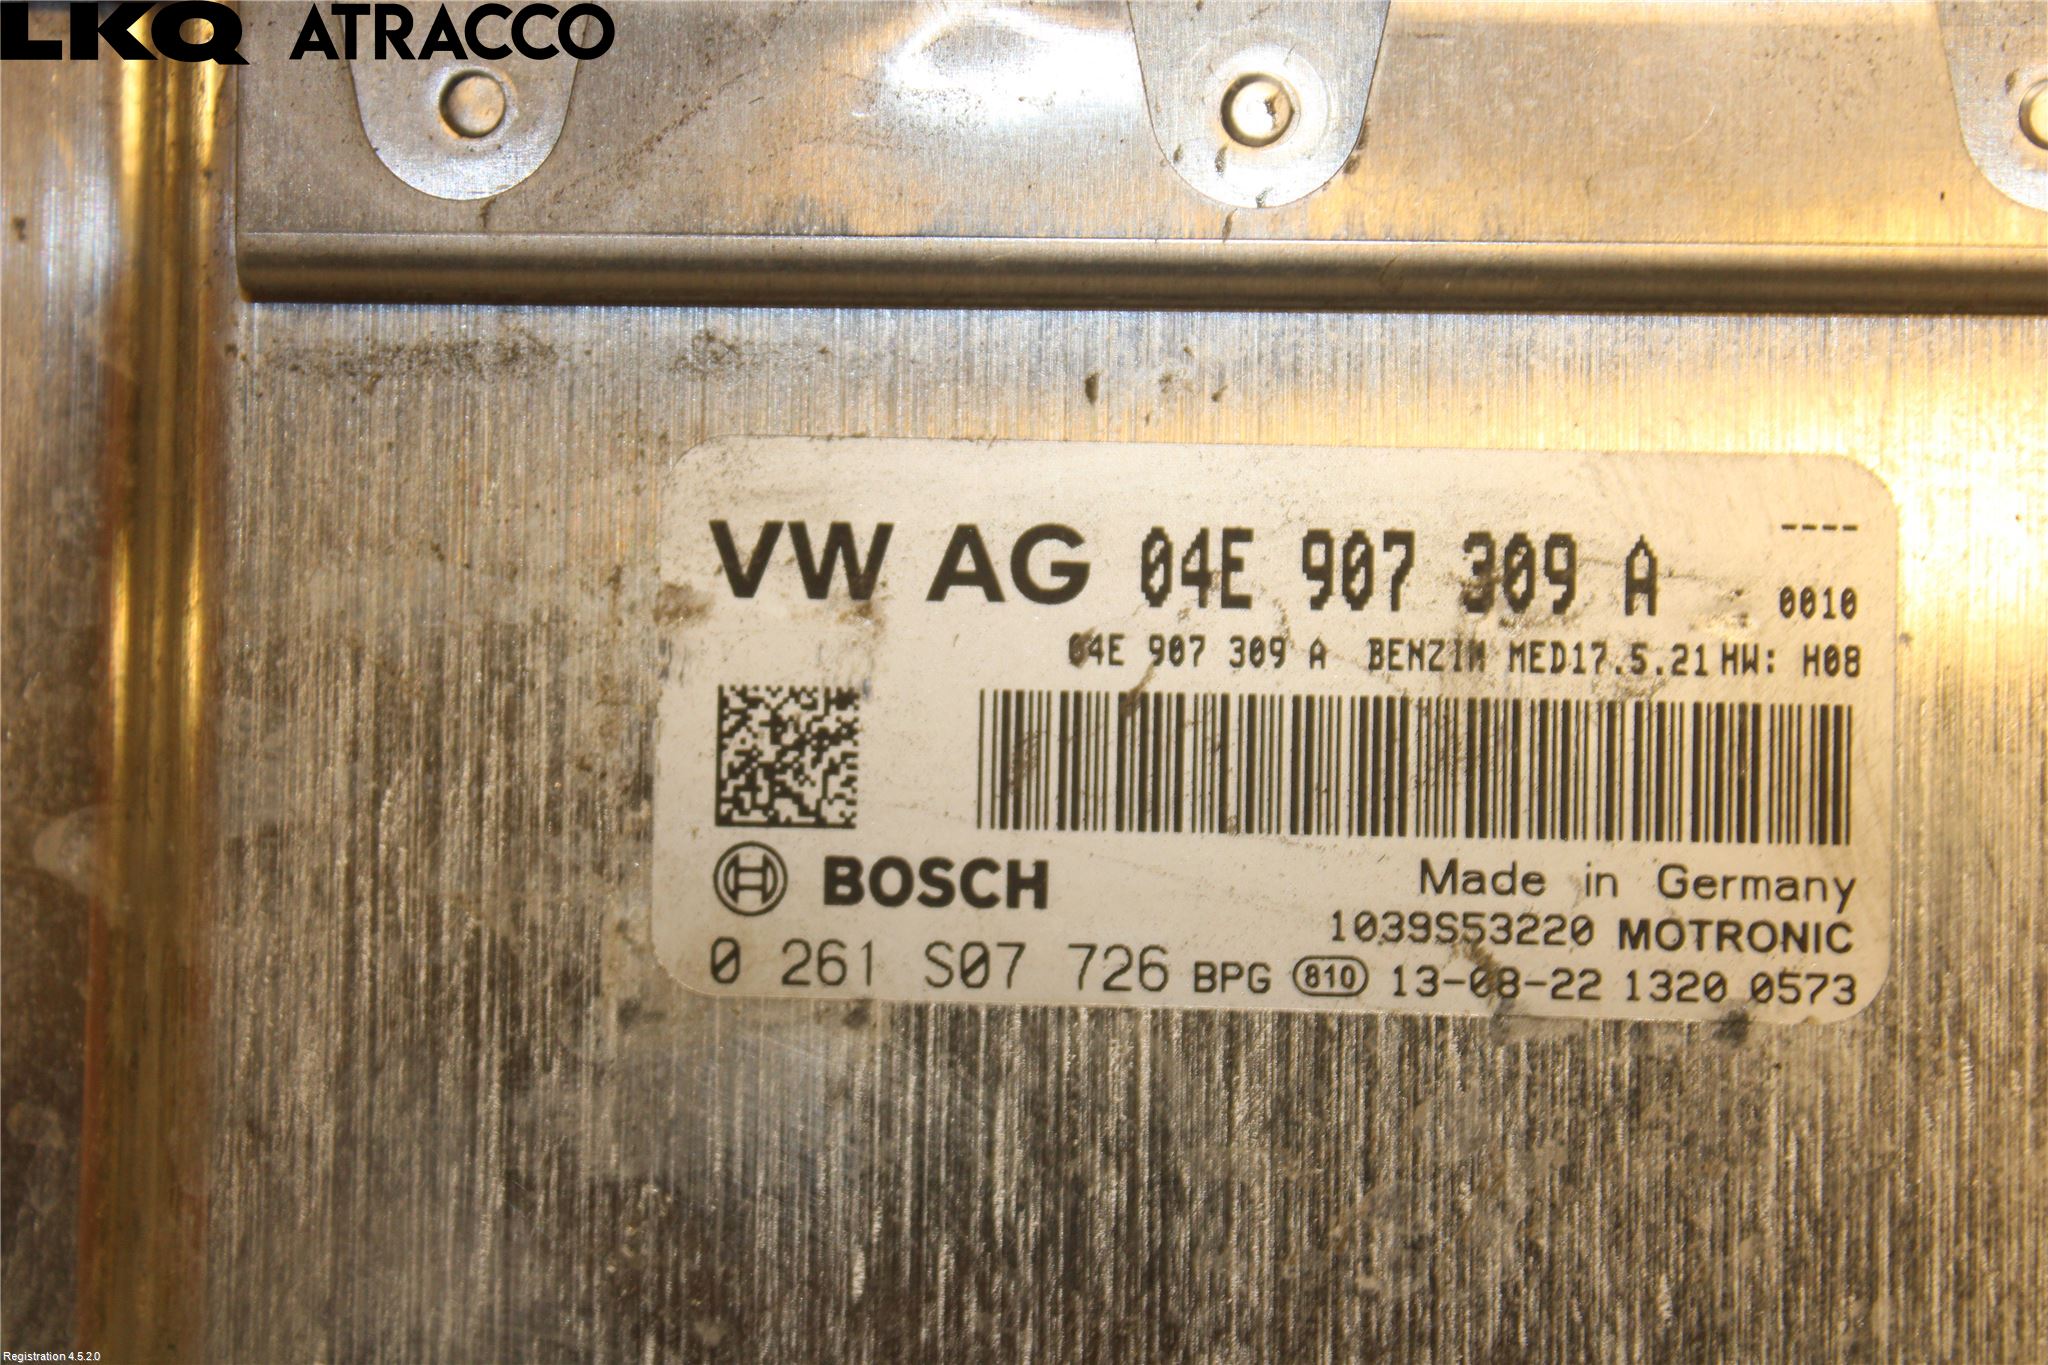 LKQ ATRACCO
VW AG 04E 907 309 A ----
0010
04E 907 309 A BENZIN MED17.5.21 HW: H08
BOSCH Made in Germany
1039S53220 MOTRONIC
0 261 S07 726 BPG 810 13-08-22 1320 0573
Registration 4.5.2.0